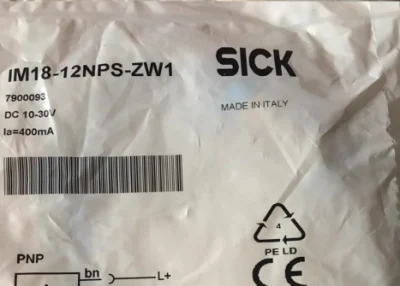 IM18-12NPS-ZW1
SICK
7900093
DC 10-30V
Ia=400mA
MADE IN ITALY
4
PE LD
CE
PNP
bn
L+